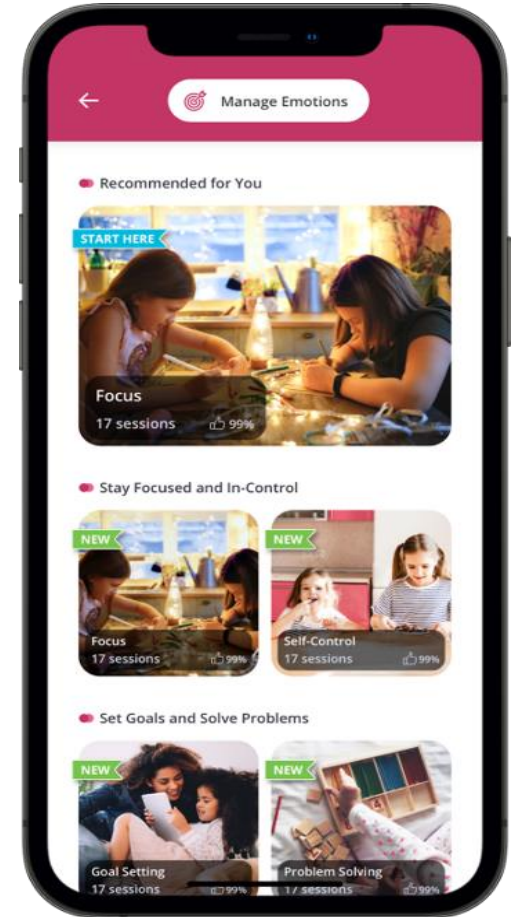 Manage Emotions
Recommended for You
START HERE
Focus
17 sessions 99%
Stay Focused and In-Control
NEW
NEW
Focus
17 sessions 99%
Self-Control
17 sessions 99%
Set Goals and Solve Problems
NEW
NEW
Goal Setting
17 sessions 99%
Problem Solving
17 sessions 99%